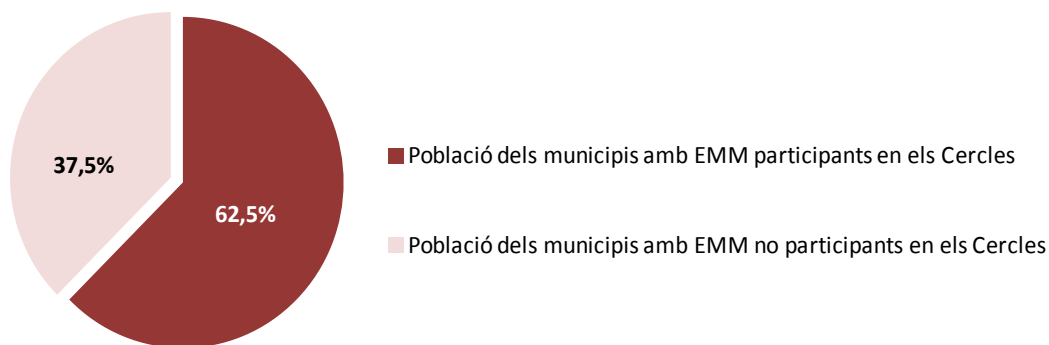 37,5%
62,5%
Població dels municipis amb EMM participants en els Cercles
Població dels municipis amb EMM no participants en els Cercles